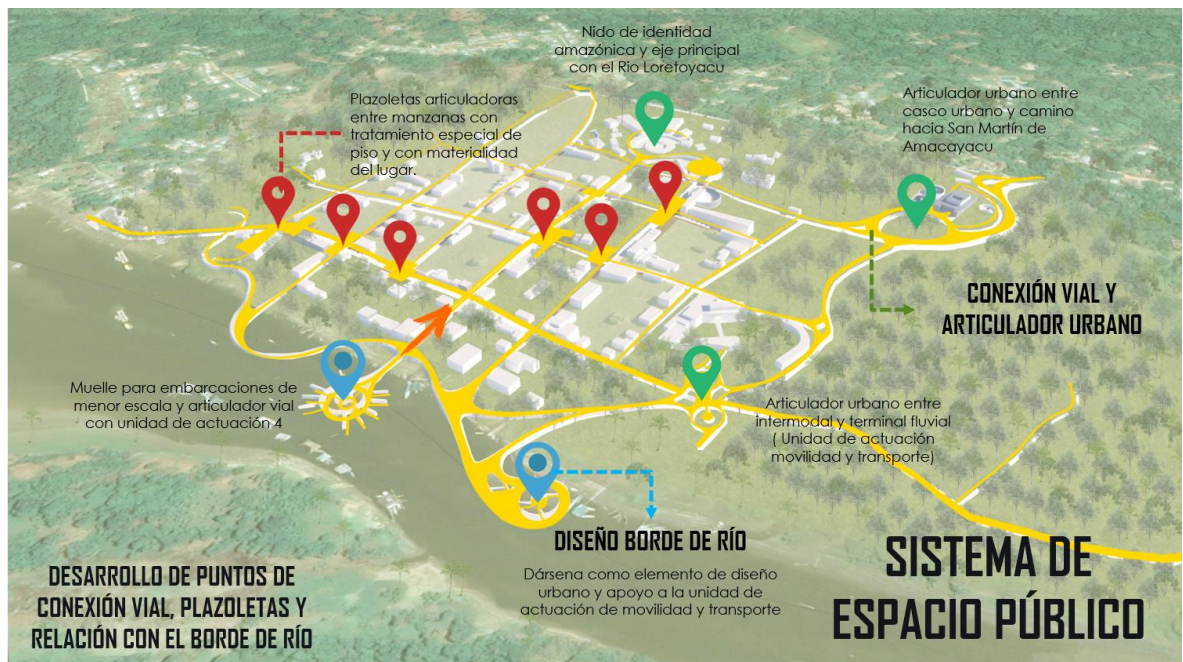 Nido de identidad
amazónica y eje principal
con el Rio Loretoyacu
Plazoletas articuladoras
entre manzanas con
tratamiento especial de
piso y con materialidad
del lugar.
Articulador urbano entre
casco urbano y camino
hacia San Martín de
Amacayacu
CONEXIÓN VIAL Y
ARTICULADOR URBANO
Muelle para embarcaciones de
menor escala y articulador vial
con unidad de actuación 4
Articulador urbano entre
intermodal y terminal fluvial
( Unidad de actuación
movilidad y transporte)
DISEÑO BORDE DE RÍO
Dársena como elemento de diseño
urbano y apoyo a la unidad de
actuación de movilidad y transporte
DESARROLLO DE PUNTOS DE
CONEXIÓN VIAL, PLAZOLETAS Y
RELACIÓN CON EL BORDE DE RÍO
SISTEMA DE
ESPACIO PÚBLICO